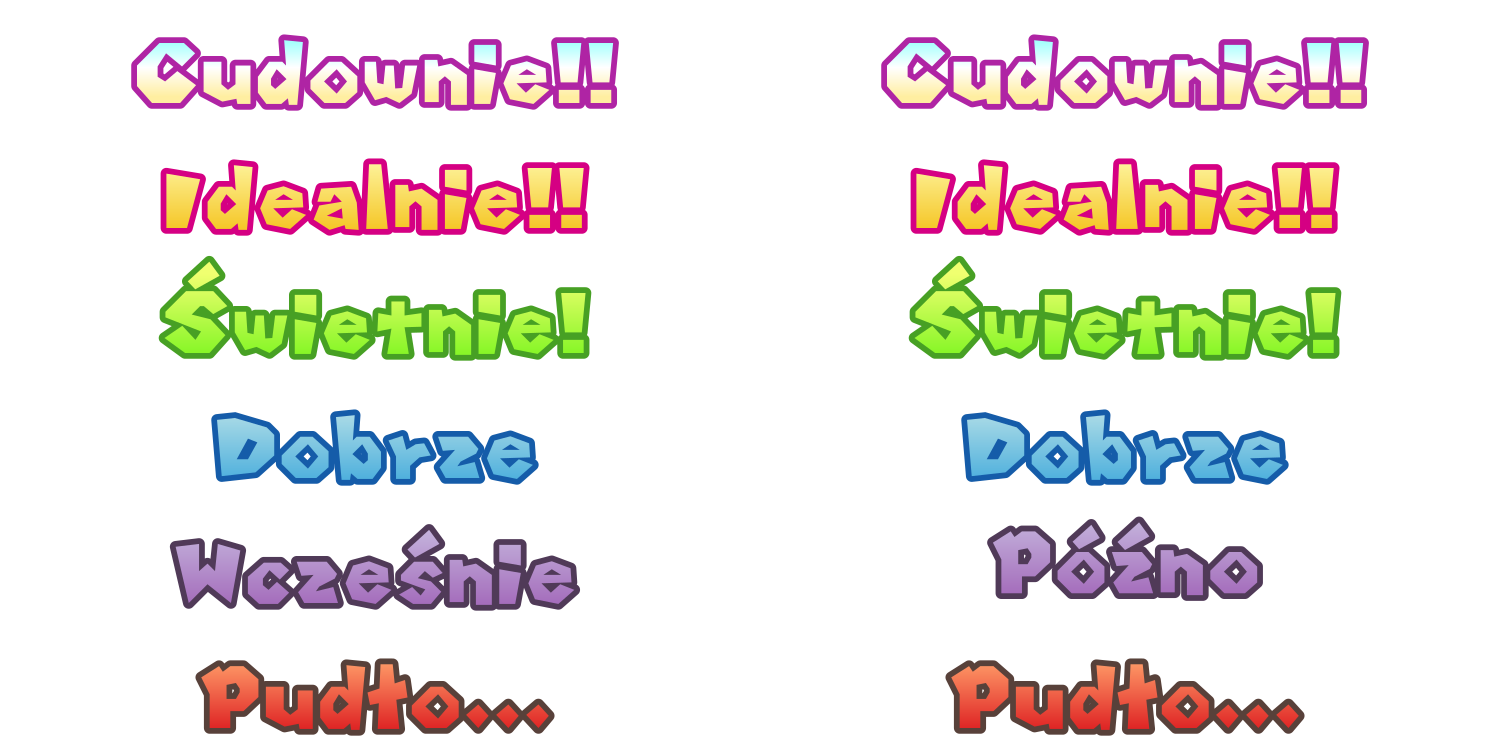 Cudownie!! Cudownie!!
Idealnie!! Idealnie!!
Świetnie! Świetnie!
Dobrze Dobrze
Wcześnie Późno
Pudło... Pudło...